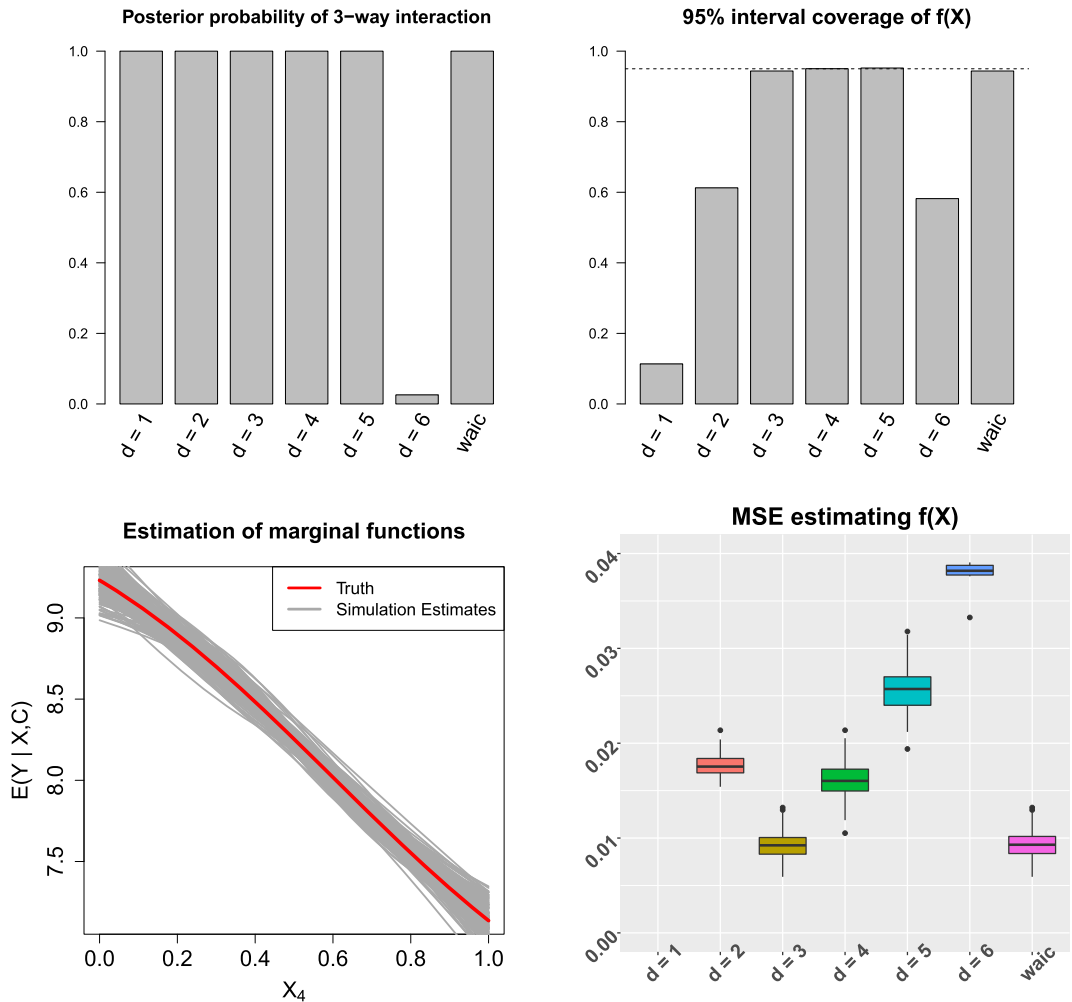 Posterior probability of 3−way interaction
1.0
0.8
0.6
0.4
0.2
0.0
d = 1
d = 2
d = 3
d = 4
d = 5
d = 6
waic
95% interval coverage of f(X)
1.0
0.8
0.6
0.4
0.2
0.0
d = 1
d = 2
d = 3
d = 4
d = 5
d = 6
waic
Estimation of marginal functions
Truth
Simulation Estimates
E(Y | X,C)
9.0
8.5
8.0
7.5
0.0
0.2
0.4
0.6
0.8
1.0
X₄
MSE estimating f(X)
0.04
0.03
0.02
0.01
0.00
d = 1
d = 2
d = 3
d = 4
d = 5
d = 6
waic